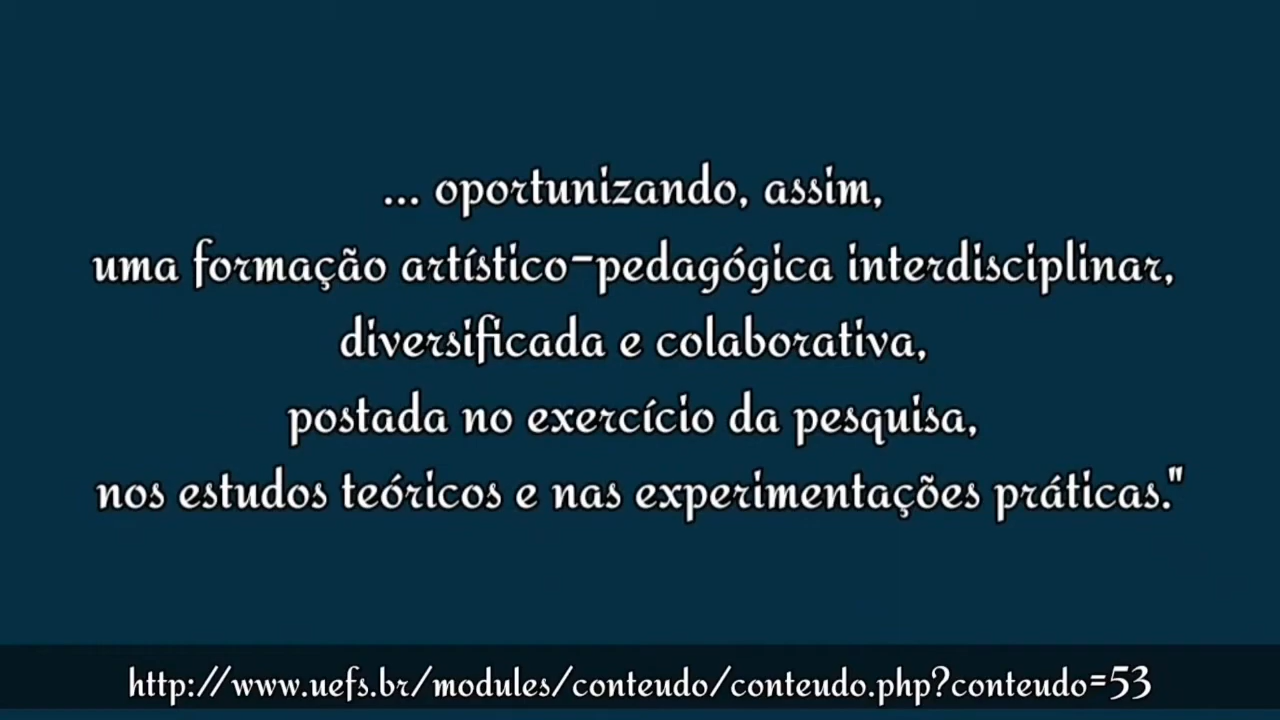 ... oportunizando, assim,
uma formação artístico-pedagógica interdisciplinar,
diversificada e colaborativa,
postada no exercício da pesquisa,
nos estudos teóricos e nas experimentações práticas."
http://www.uefs.br/modules/conteudo/conteudo.php?conteudo=53